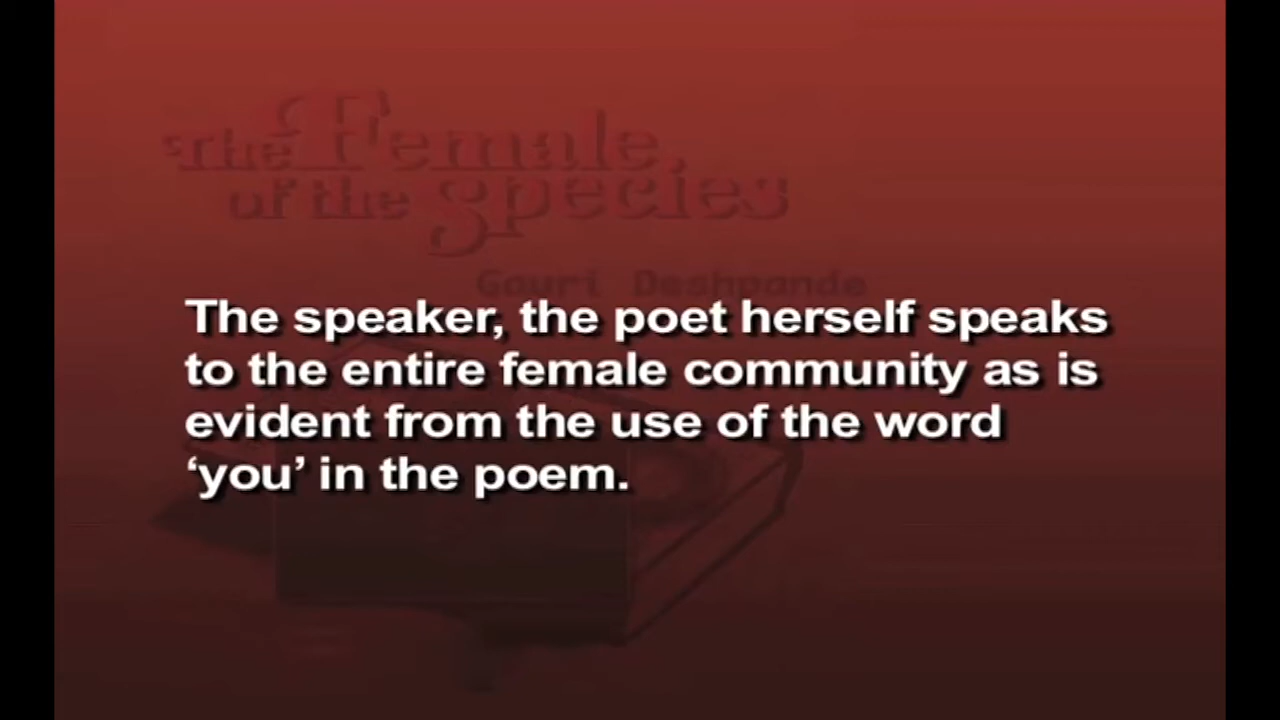 The Female
of the species
Gauri Deshpande
The speaker, the poet herself speaks
to the entire female community as is
evident from the use of the word
‘you’ in the poem.